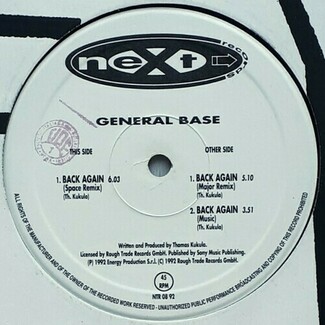 next records
GENERAL BASE
THIS SIDE
1. BACK AGAIN 6.03
(Space Remix)
(Th. Kukula)
OTHER SIDE
1. BACK AGAIN 5.10
(Major Remix)
(Th. Kukula)
2. BACK AGAIN 3.51
(Music)
(Th. Kukula)
Written and Produced by Thomas Kukula.
Licensed by Rough Trade Records GmbH. Published by Sony Music Publishing.
(P) 1992 Energy Production S.r.l. (C) 1992 Rough Trade Records GmbH.
45
RPM
NTR 08 92
ALL RIGHTS OF THE MANUFACTURER AND OF THE OWNER OF THE RECORDED WORK RESERVED - UNAUTHORIZED PUBLIC PERFORMANCE BROADCASTING AND COPYING OF THIS RECORD PROHIBITED